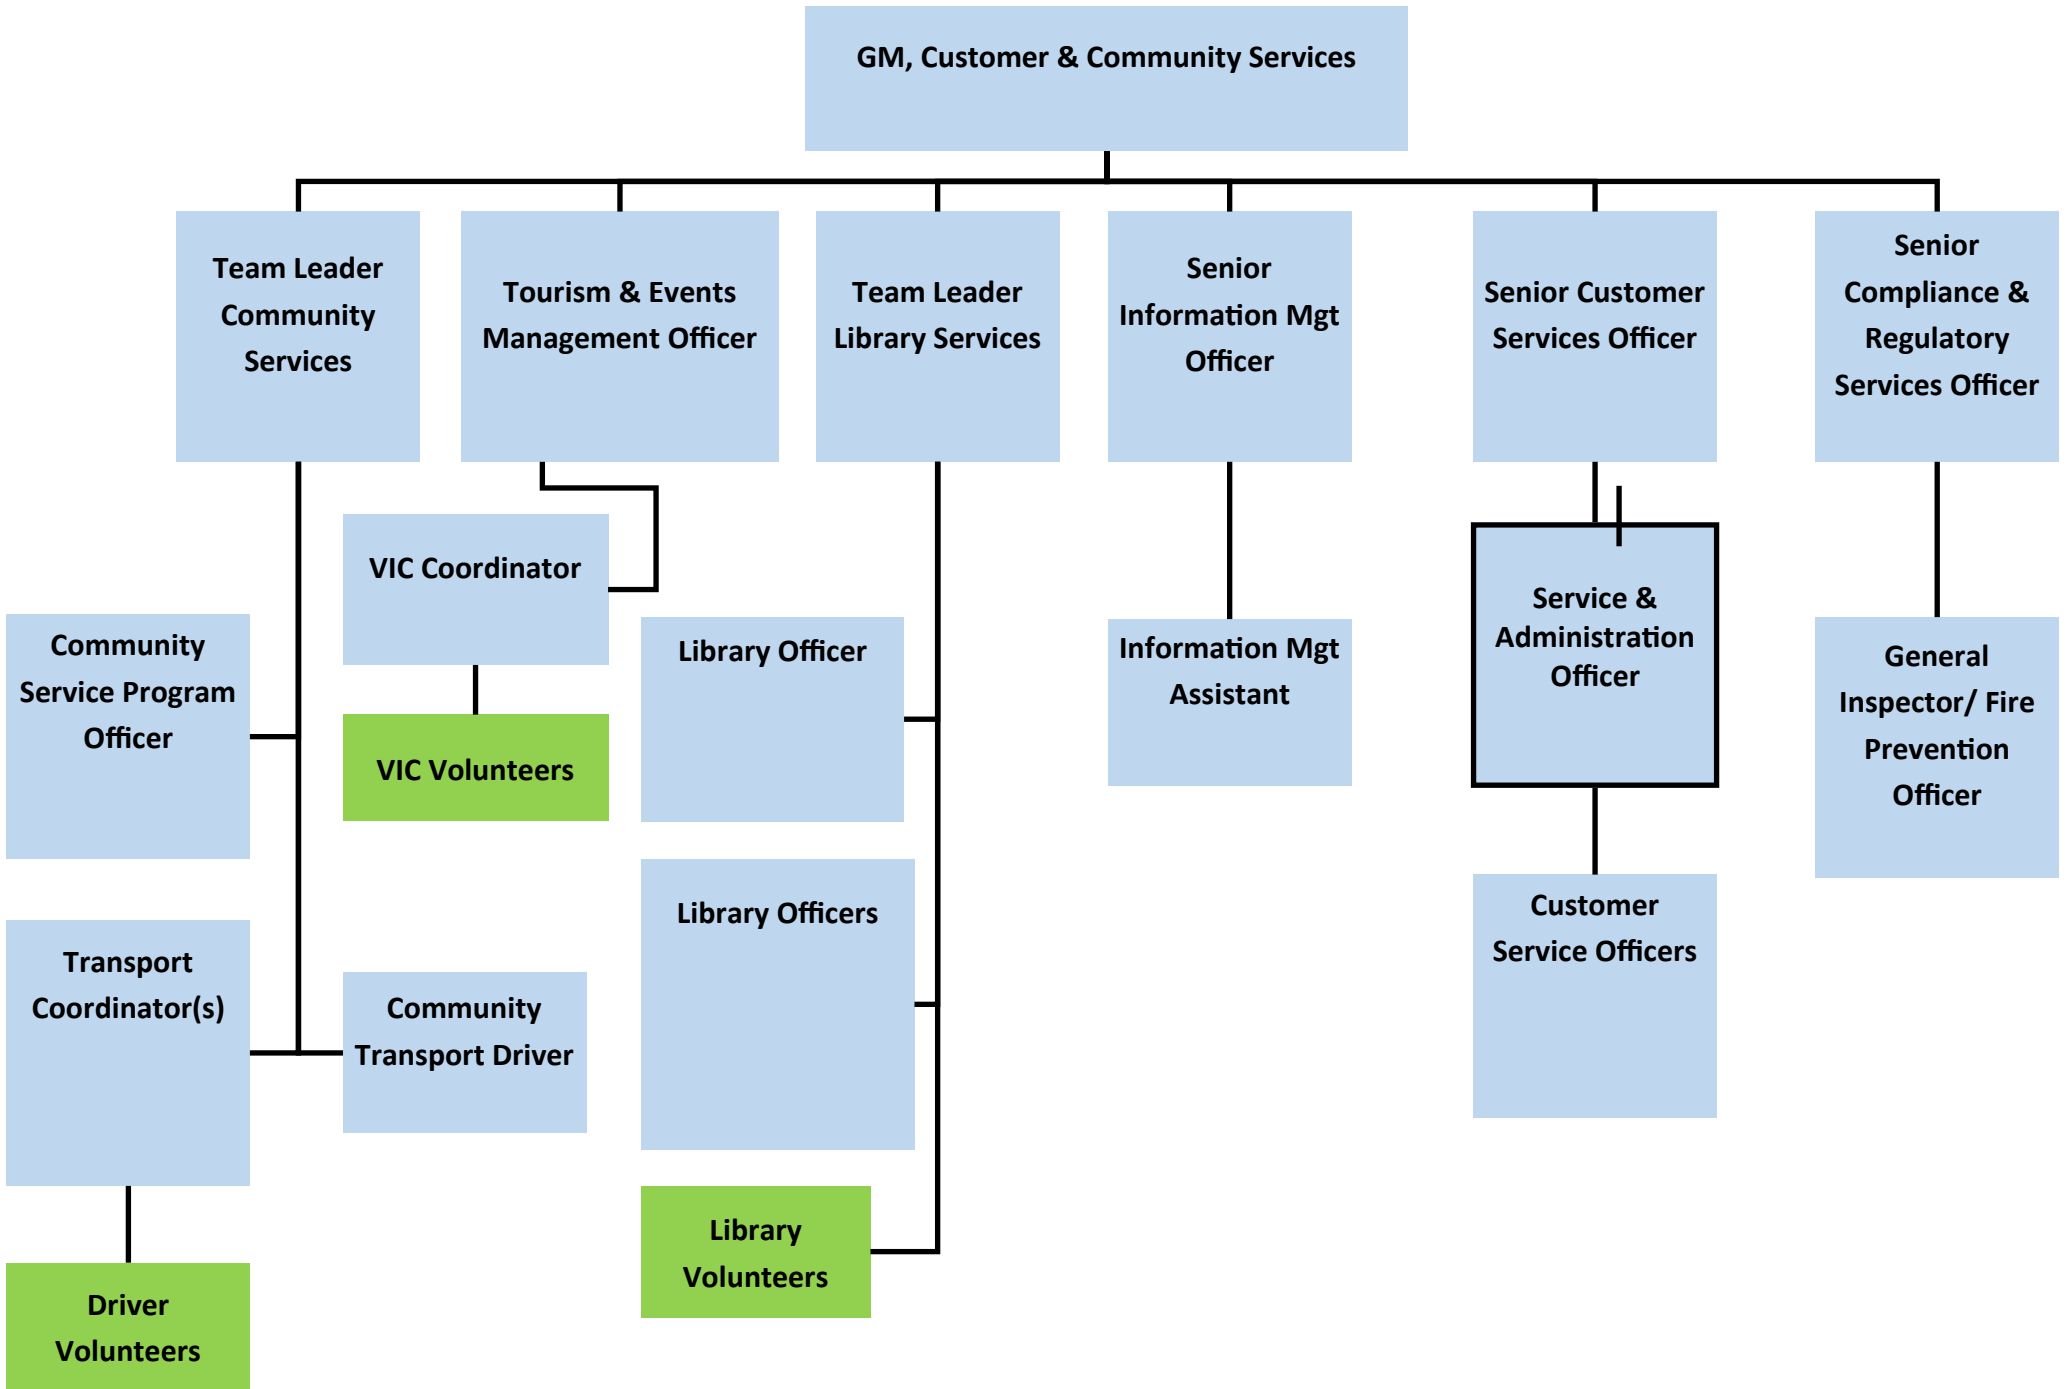 GM, Customer & Community Services
Team Leader
Community
Services
Tourism & Events
Management Officer
Team Leader
Library Services
Senior
Information Mgt
Officer
Senior Customer
Services Officer
Senior
Compliance &
Regulatory
Services Officer
VIC Coordinator
VIC Volunteers
Community
Service Program
Officer
Library Officer
Information Mgt
Assistant
Service &
Administration
Officer
General
Inspector/ Fire
Prevention
Officer
Library Officers
Customer
Service Officers
Transport
Coordinator(s)
Community
Transport Driver
Library
Volunteers
Driver
Volunteers